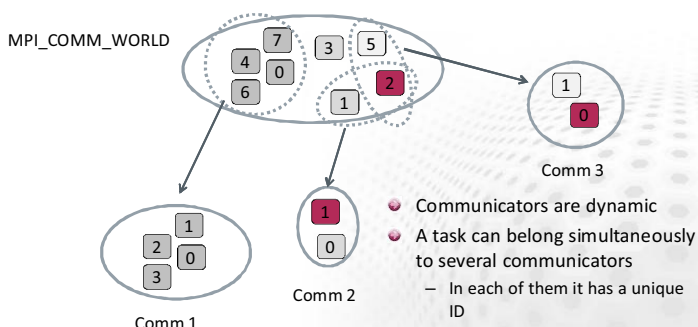 MPI_COMM_WORLD
7
3
5
4
0
2
6
1
1
0
Comm 3
1
2
0
3
Comm 1
1
0
Comm 2
Communicators are dynamic
A task can belong simultaneously
to several communicators
– In each of them it has a unique
ID